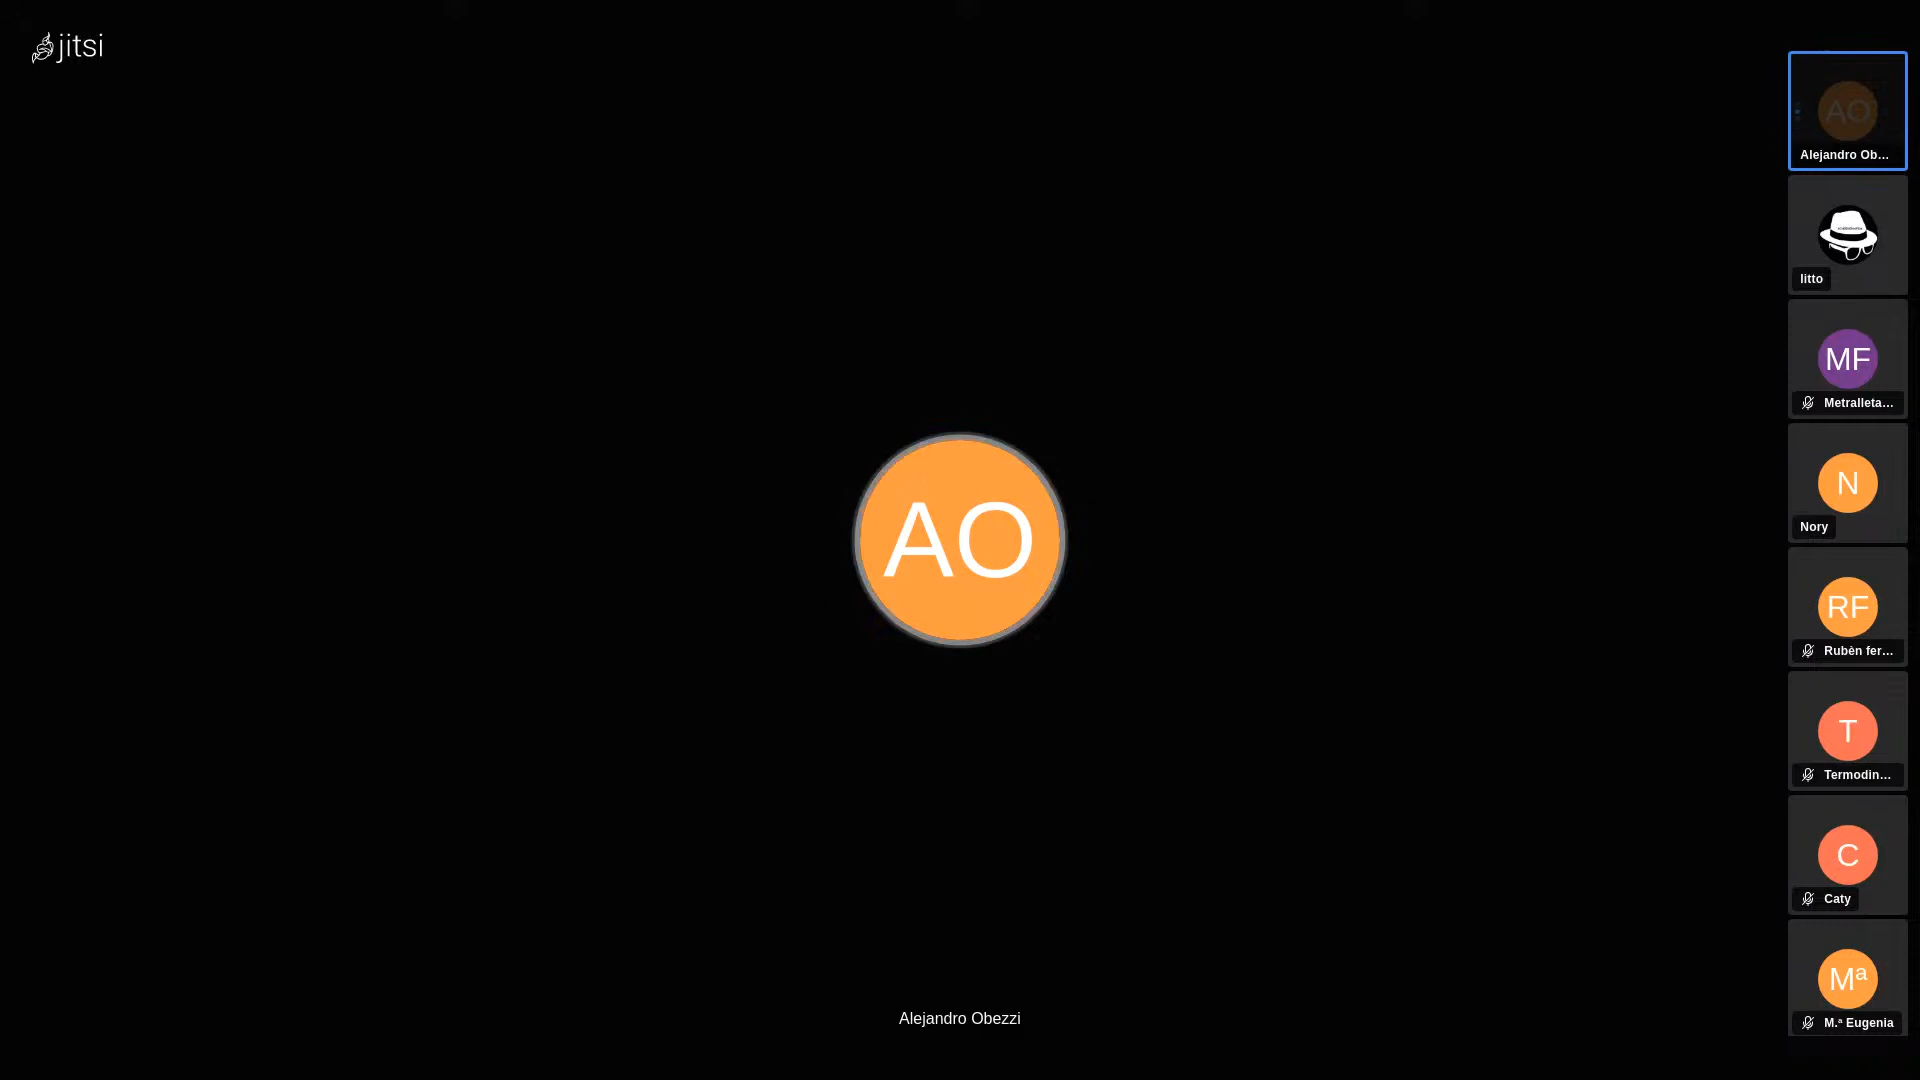 jitsi
AO
Alejandro Ob...
litto
MF
Metralleta...
N
Nory
RF
Rubèn fer...
T
Termodin...
C
Caty
Mª
M.ª Eugenia
AO
Alejandro Obezzi